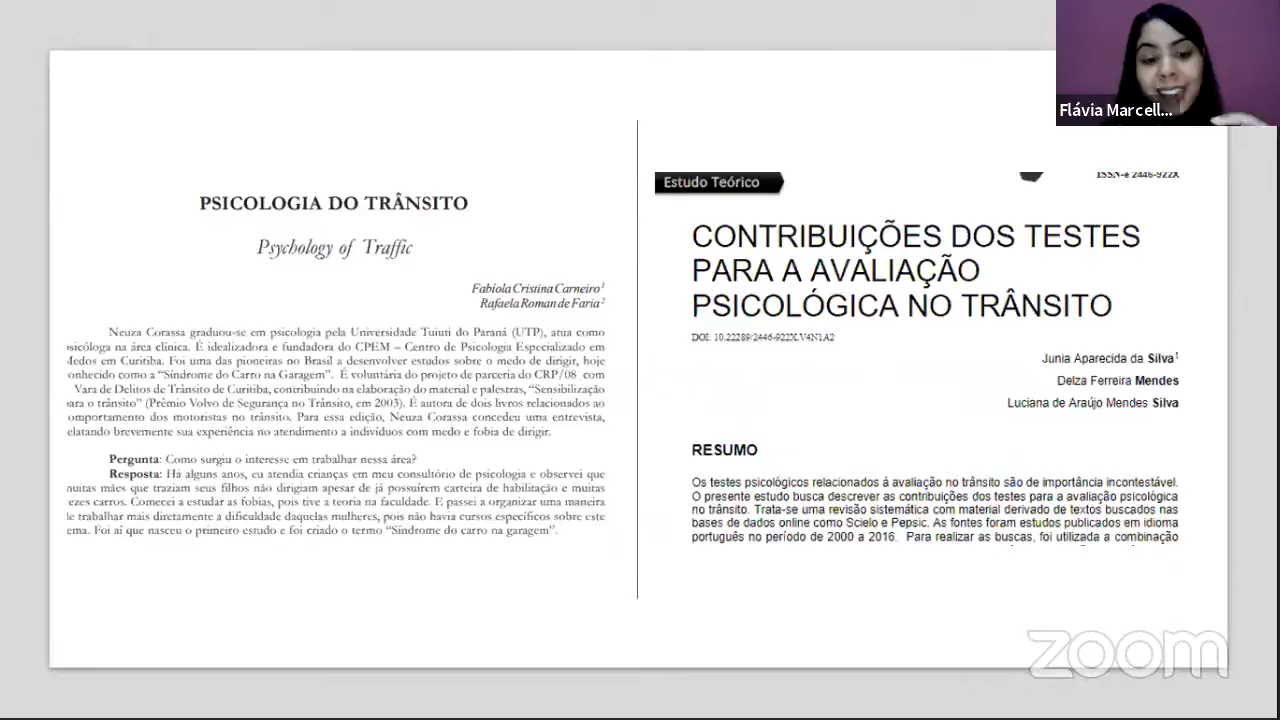 Flávia Marcell...
PSICOLOGIA DO TRÂNSITO
Psychology of Traffic
Fabiola Cristina Carneiro 1
Rafaela Roman de Faria 2
Neuza Corassa graduou-se em psicologia pela Universidade Tuiuti do Paraná (UTP), atua como
sicóloga na área clínica. É idealizadora e fundadora do CPEM – Centro de Psicologia Especializado em
Medos em Curitiba. Foi uma das pioneiras no Brasil a desenvolver estudos sobre o medo de dirigir, hoje
onhecido como a “Síndrome do Carro na Garagem”. É voluntária do projeto de parceria do CRP/08 com
Vara de Delitos de Trânsito de Curitiba, contribuindo na elaboração do material e palestras, “Sensibilização
para o trânsito” (Prêmio Volvo de Segurança no Trânsito, em 2003). É autora de dois livros relacionados ao
omportamento dos motoristas no trânsito. Para essa edição, Neuza Corassa concedeu uma entrevista,
elatando brevemente sua experiência no atendimento a indivíduos com medo e fobia de dirigir.
Pergunta: Como surgiu o interesse em trabalhar nessa área?
Resposta: Há alguns anos, eu atendia crianças em meu consultório de psicologia e observei que
muitas mães que traziam seus filhos não dirigiam apesar de já possuírem carteira de habilitação e muitas
ezes carros. Comecei a estudar as fobias, pois tive a teoria na faculdade. E passei a organizar uma maneira
de trabalhar mais diretamente a dificuldade daquelas mulheres, pois não havia cursos específicos sobre este
ema. Foi aí que nasceu o primeiro estudo e foi criado o termo “Síndrome do carro na garagem”.
Estudo Teórico
ISSN-e 2446-922X
CONTRIBUIÇÕES DOS TESTES
PARA A AVALIAÇÃO
PSICOLÓGICA NO TRÂNSITO
DOI: 10.22289/2446-922X.V4N1A2
Junia Aparecida da Silva1
Delza Ferreira Mendes
Luciana de Araújo Mendes Silva
RESUMO
Os testes psicológicos relacionados á avaliação no trânsito são de importância incontestável.
O presente estudo busca descrever as contribuições dos testes para a avaliação psicológica
no trânsito. Trata-se uma revisão sistemática com material derivado de textos buscados nas
bases de dados online como Scielo e Pepsic. As fontes foram estudos publicados em idioma
português no período de 2000 a 2016. Para realizar as buscas, foi utilizada a combinação
zoom